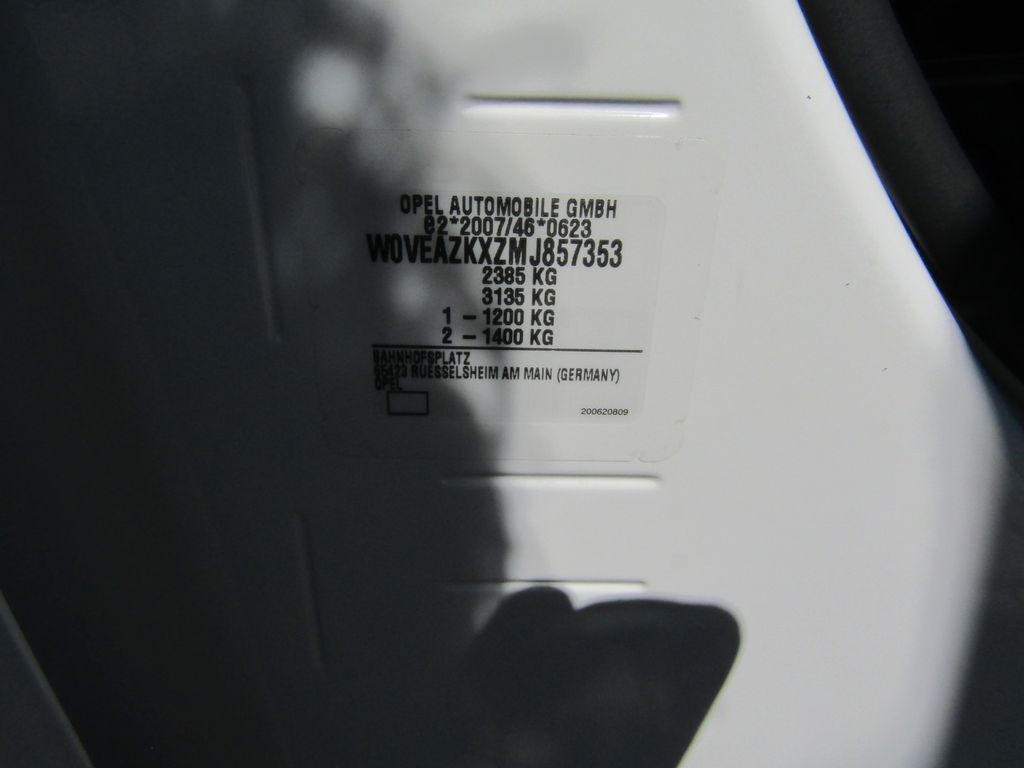 OPEL AUTOMOBILE GMBH
e2*2007/46*0623
W0VEAZKXZMJ857353
2385 KG
3135 KG
1 - 1200 KG
2 - 1400 KG
BAHNHOFSPLATZ
65423 RUESSELSHEIM AM MAIN (GERMANY)
OPEL
200620809